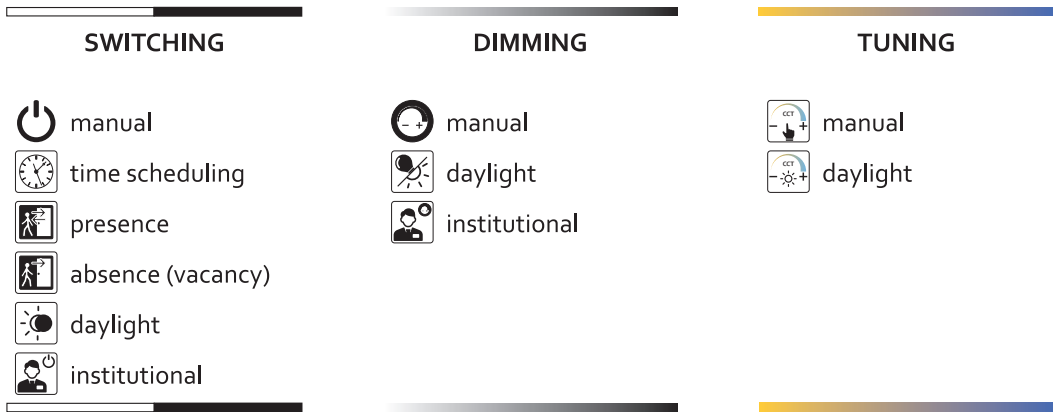 SWITCHING
manual
time scheduling
presence
absence (vacancy)
daylight
institutional
DIMMING
- +
manual
daylight
institutional
TUNING
CCT
- +
manual
CCT
- +
daylight